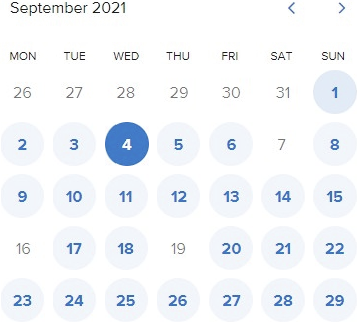 September 2021
MON TUE WED THU FRI SAT SUN
26 27 28 29 30 31 1
2 3 4 5 6 7 8
9 10 11 12 13 14 15
16 17 18 19 20 21 22
23 24 25 26 27 28 29